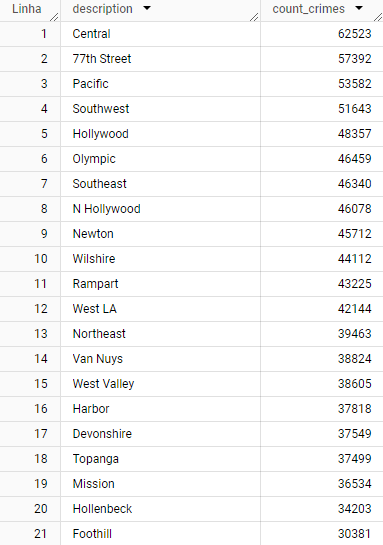 Linha description count_crimes
1 Central 62523
2 77th Street 57392
3 Pacific 53582
4 Southwest 51643
5 Hollywood 48357
6 Olympic 46459
7 Southeast 46340
8 N Hollywood 46078
9 Newton 45712
10 Wilshire 44112
11 Rampart 43225
12 West LA 42144
13 Northeast 39463
14 Van Nuys 38824
15 West Valley 38605
16 Harbor 37818
17 Devonshire 37549
18 Topanga 37499
19 Mission 36534
20 Hollenbeck 34203
21 Foothill 30381